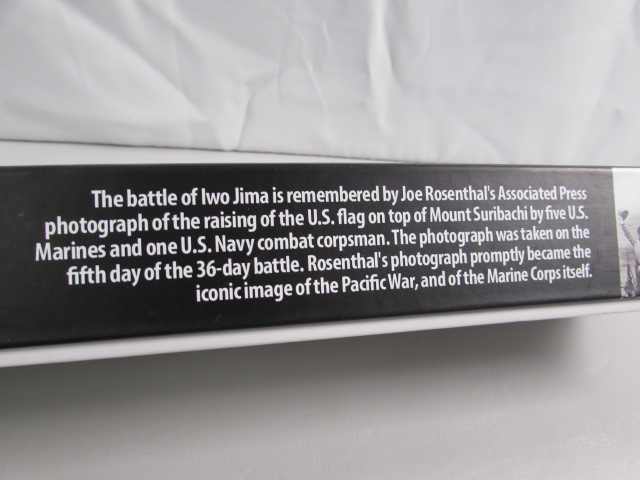 The battle of Iwo Jima is remembered by Joe Rosenthal's Associated Press
photograph of the raising of the U.S. flag on top of Mount Suribachi by five U.S.
Marines and one U.S. Navy combat corpsman. The photograph was taken on the
fifth day of the 36-day battle. Rosenthal's photograph promptly became the
iconic image of the Pacific War, and of the Marine Corps itself.